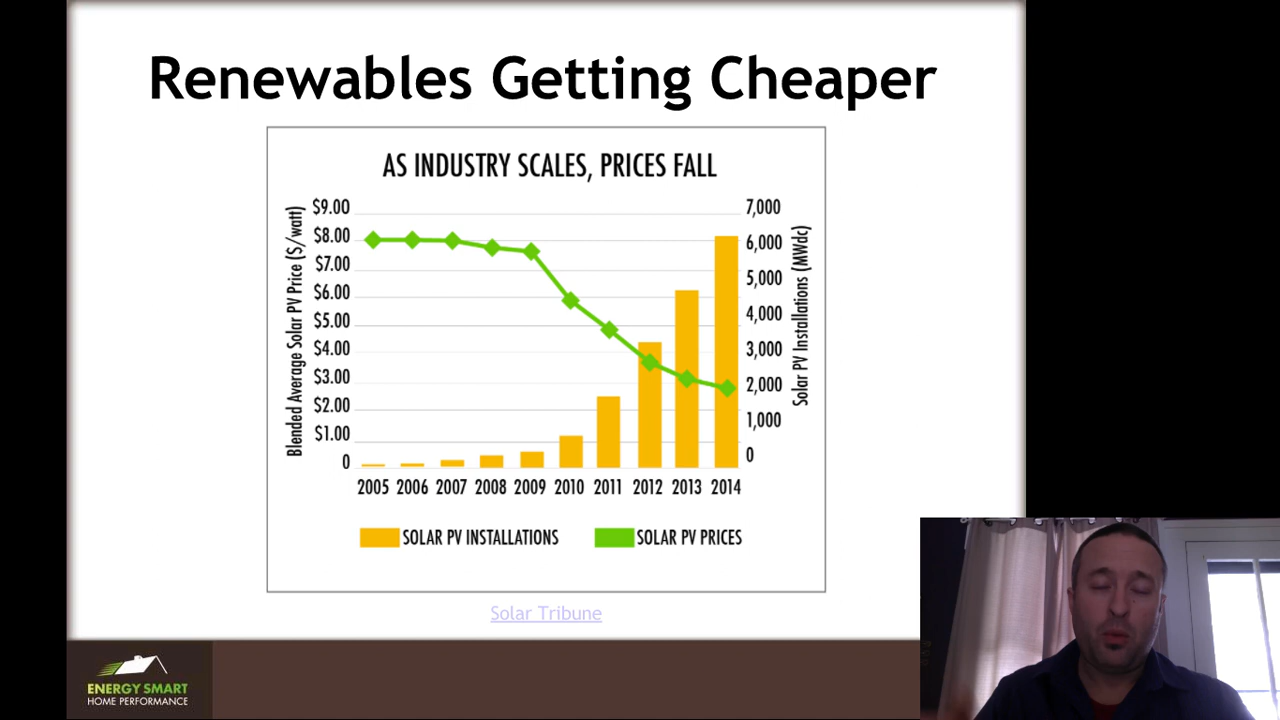 Renewables Getting Cheaper
AS INDUSTRY SCALES, PRICES FALL
Blended Average Solar PV Price ($/watt)
$9.00
$8.00
$7.00
$6.00
$5.00
$4.00
$3.00
$2.00
$1.00
0
7,000
6,000
5,000
4,000
3,000
2,000
1,000
0
Solar PV Installations (MWdc)
2005 2006 2007 2008 2009 2010 2011 2012 2013 2014
SOLAR PV INSTALLATIONS SOLAR PV PRICES
Solar Tribune
ENERGY SMART
HOME PERFORMANCE